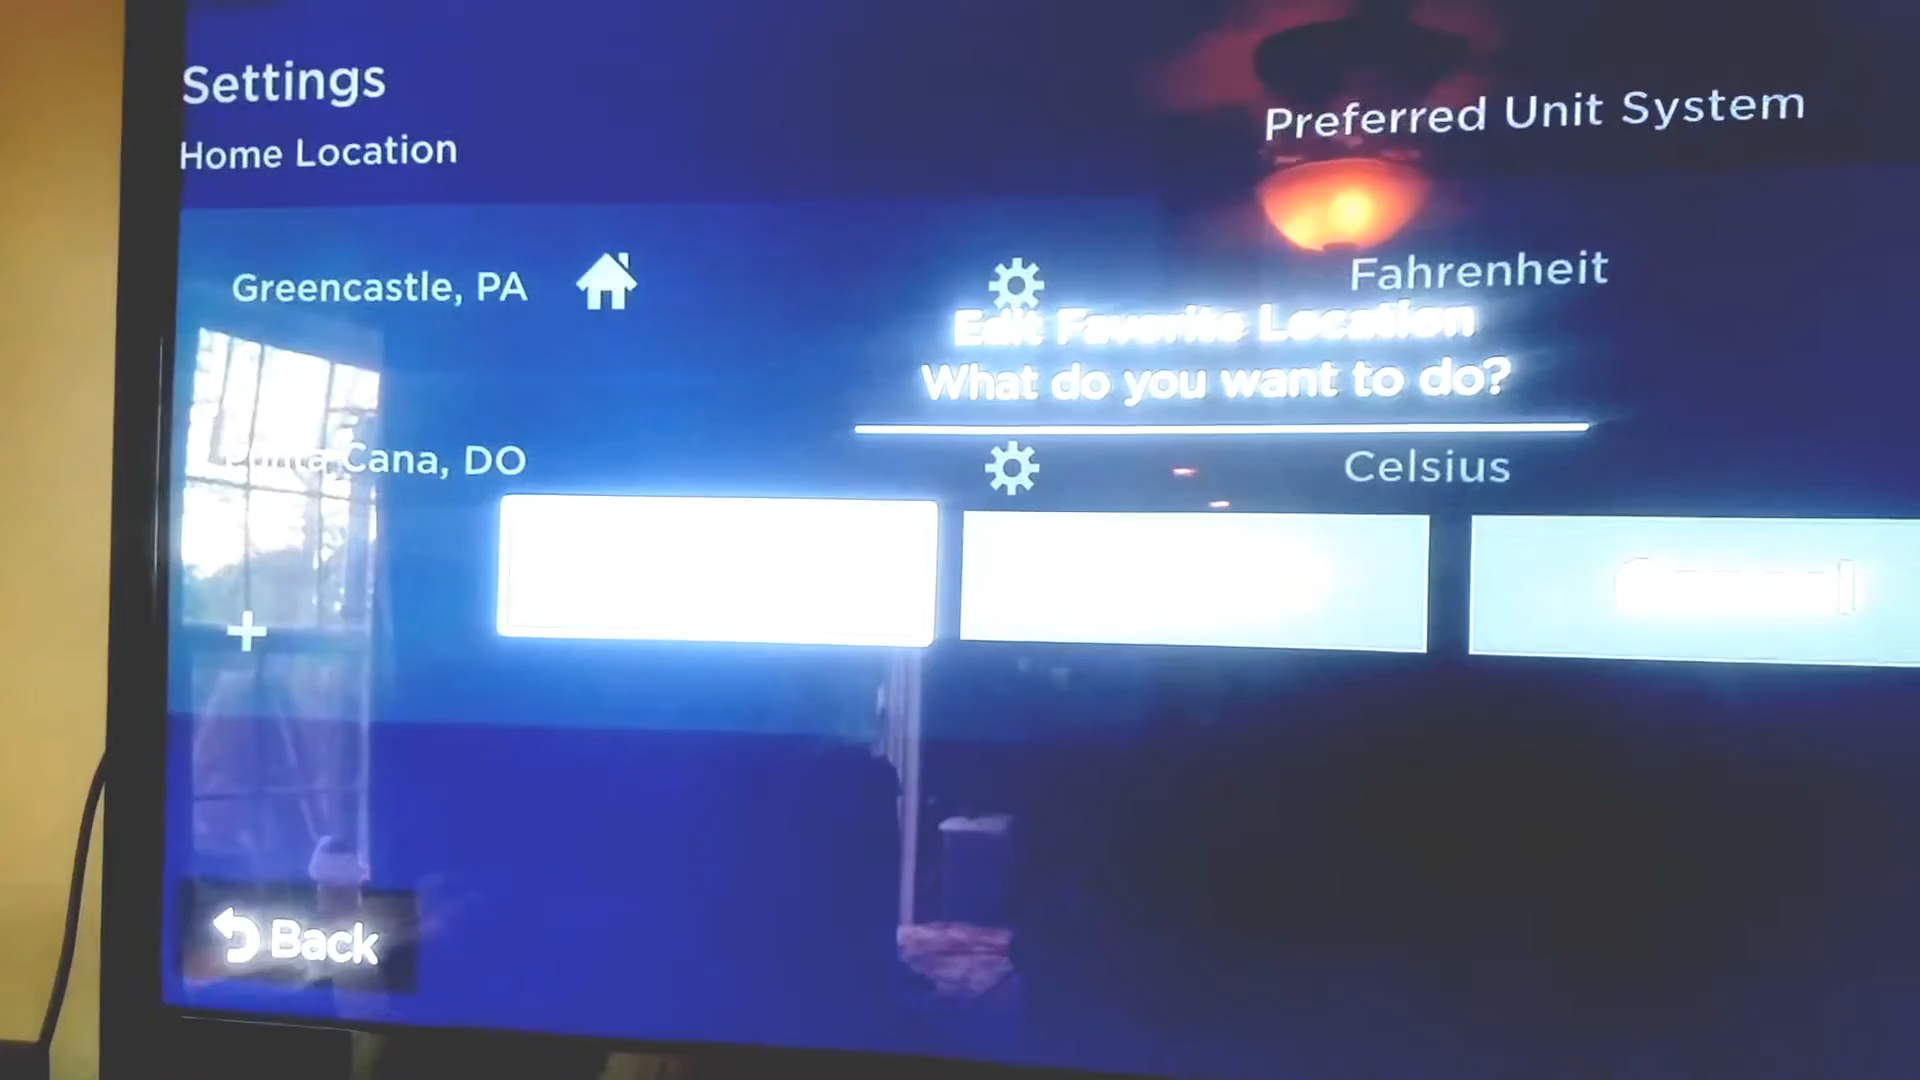 Settings
Home Location
Preferred Unit System
Greencastle, PA
Fahrenheit
Edit Favorite Location
What do you want to do?
Punta Cana, DO
Celsius
+
Back